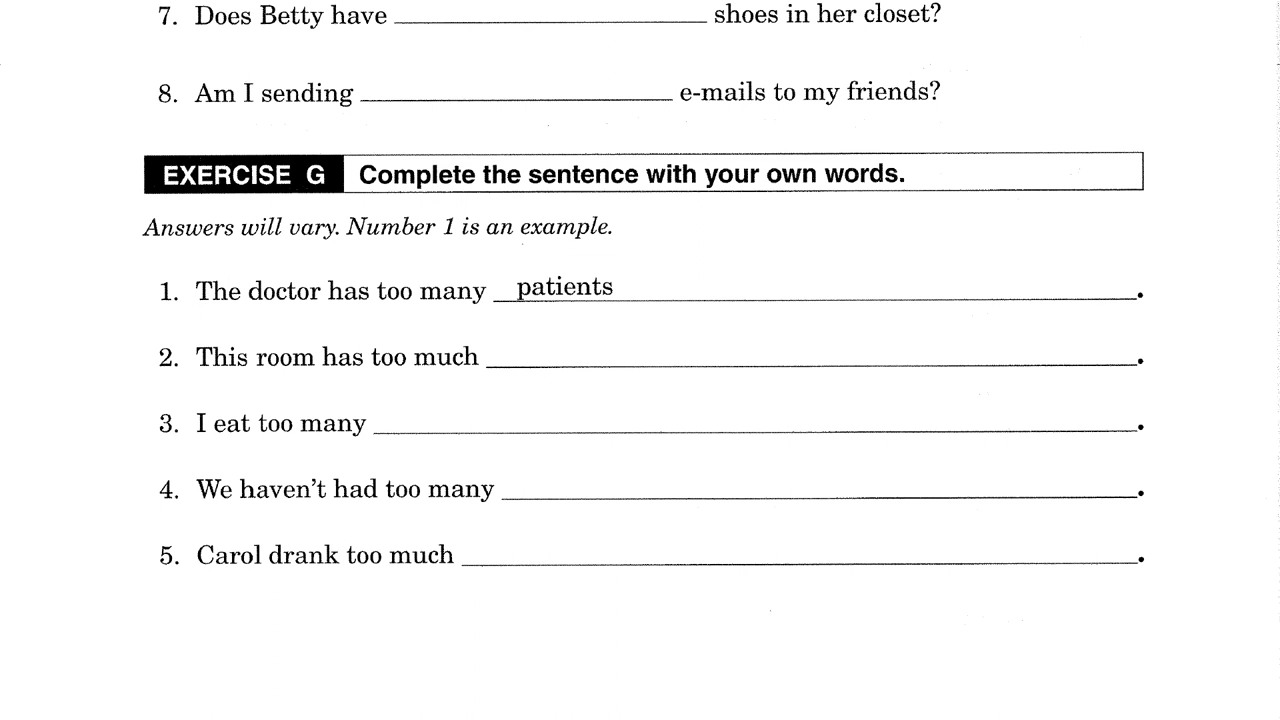 7. Does Betty have ____________ shoes in her closet?
8. Am I sending ____________ e-mails to my friends?
EXERCISE G Complete the sentence with your own words.
Answers will vary. Number 1 is an example.
1. The doctor has too many patients.
2. This room has too much ____________.
3. I eat too many ____________.
4. We haven't had too many ____________.
5. Carol drank too much ____________.